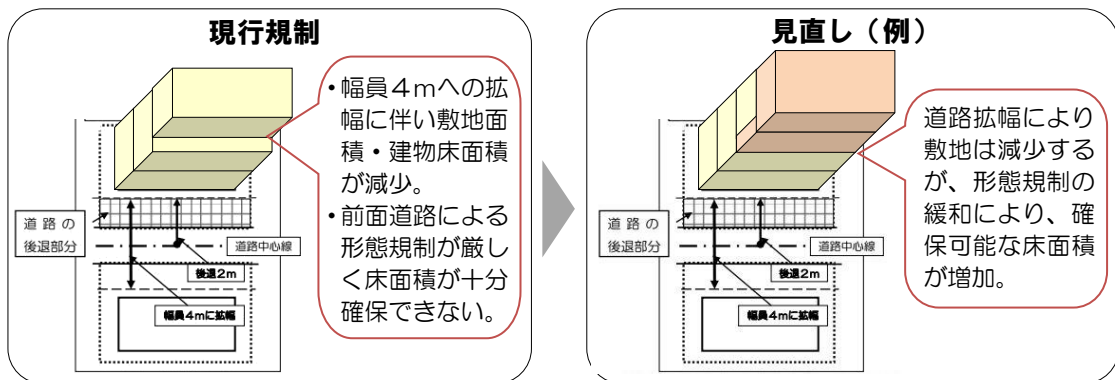 現行規制
・幅員４ｍへの拡
幅に伴い敷地面
積・建物床面積
が減少。
・前面道路による
形態規制が厳し
く床面積が十分
確保できない。
道路の
後退部分
道路中心線
後退２ｍ
幅員４ｍに拡幅
見直し（例）
道路拡幅により
敷地は減少する
が、形態規制の
緩和により、確
保可能な床面積
が増加。
道路の
後退部分
道路中心線
後退２ｍ
幅員４ｍに拡幅